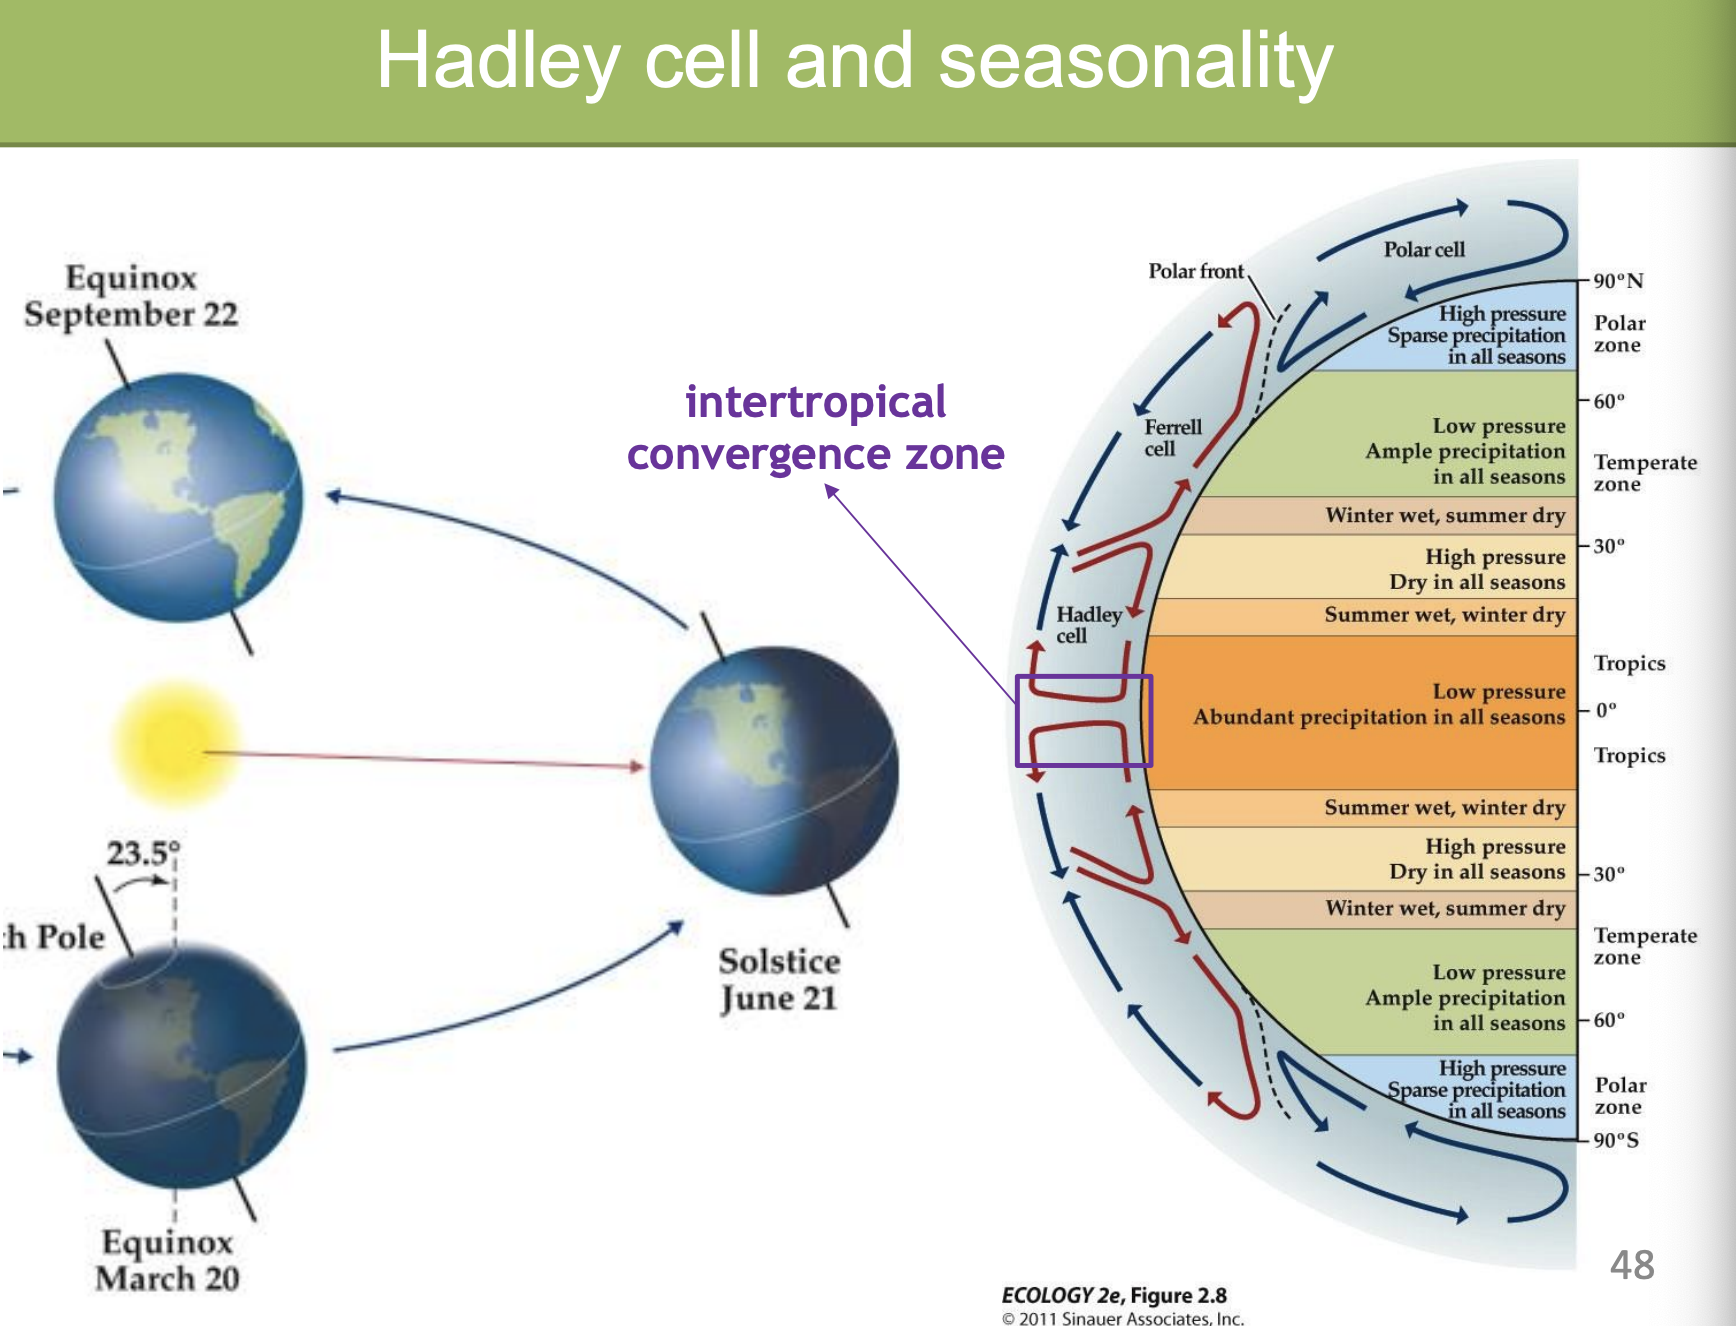 Hadley cell and seasonality
Equinox
September 22
23.5°
h Pole
Equinox
March 20
Solstice
June 21
intertropical
convergence zone
Polar front
Polar cell
Ferrell
cell
Hadley
cell
High pressure
Sparse precipitation
in all seasons
Low pressure
Ample precipitation
in all seasons
Winter wet, summer dry
High pressure
Dry in all seasons
Summer wet, winter dry
Low pressure
Abundant precipitation in all seasons
Summer wet, winter dry
High pressure
Dry in all seasons
Winter wet, summer dry
Low pressure
Ample precipitation
in all seasons
High pressure
Sparse precipitation
in all seasons
90°N
Polar
zone
60°
Temperate
zone
30°
Tropics
0°
Tropics
30°
Temperate
zone
60°
Polar
zone
90°S
48
ECOLOGY 2e, Figure 2.8
© 2011 Sinauer Associates, Inc.